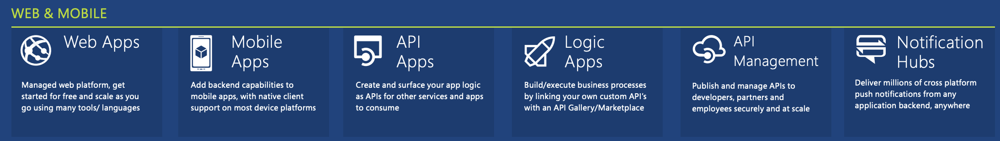 WEB & MOBILE
Web Apps
Managed web platform, get
started for free and scale as you
go using many tools/ languages
Mobile
Apps
Add backend capabilities to
mobile apps, with native client
support on most device platforms
API
Apps
Create and surface your app logic
as APIs for other services and apps
to consume
Logic
Apps
Build/execute business processes
by linking your own custom API’s
with an API Gallery/Marketplace
API
Management
Publish and manage APIs to
developers, partners and
employees securely and at scale
Notification
Hubs
Deliver millions of cross platform
push notifications from any
application backend, anywhere